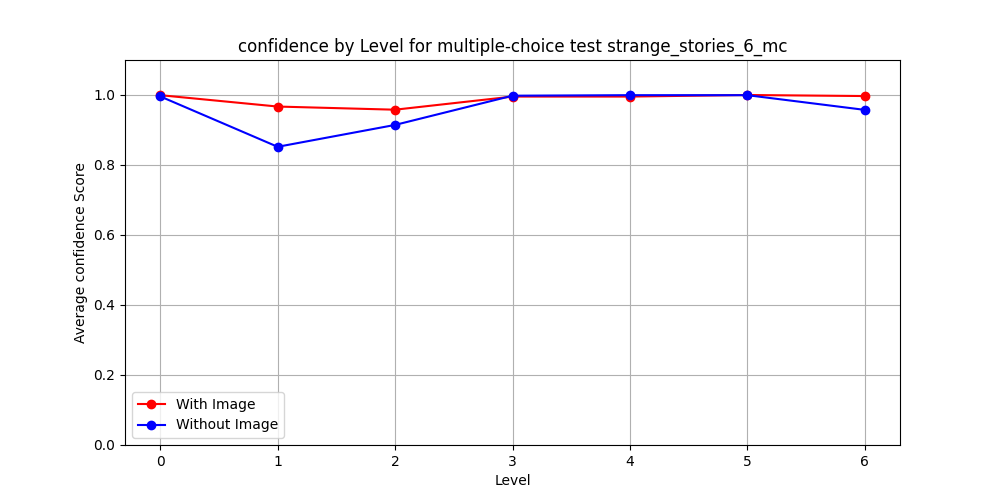 confidence by Level for multiple-choice test strange_stories_6_mc
Average confidence Score
1.0
0.8
0.6
0.4
0.2
0.0
With Image
Without Image
0 1 2 3 4 5 6
Level